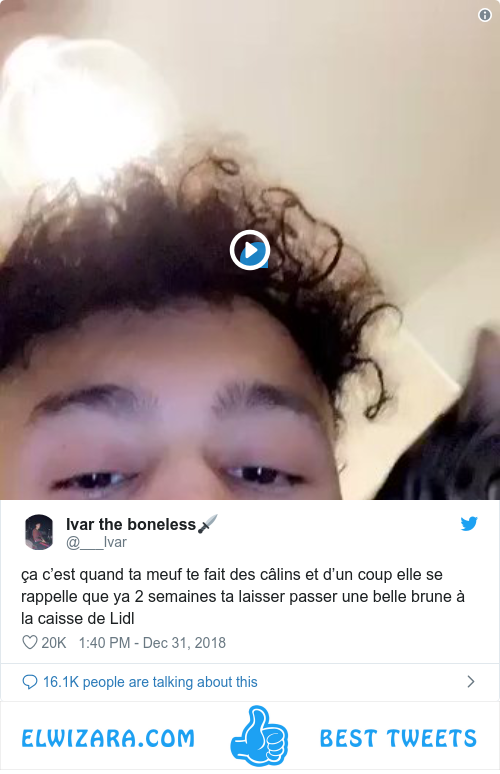 Ivar the boneless🗡️
@___Ivar
ça c’est quand ta meuf te fait des câlins et d’un coup elle se
rappelle que ya 2 semaines ta laisser passer une belle brune à
la caisse de Lidl
20K 1:40 PM - Dec 31, 2018
16.1K people are talking about this
ELWIZARA.COM BEST TWEETS